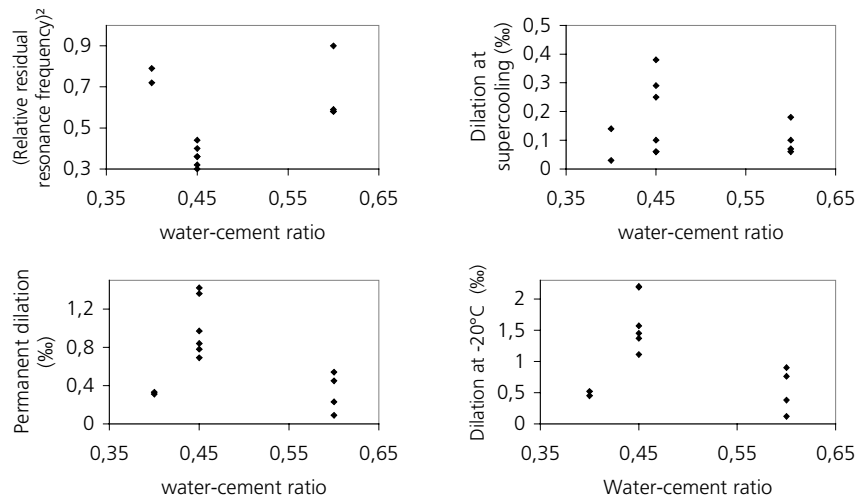 (Relative residual
resonance frequency)²
0,9
0,7
0,5
0,3
0,35 0,45 0,55 0,65
water-cement ratio
Dilation at
supercooling (‰)
0,5
0,4
0,3
0,2
0,1
0
0,35 0,45 0,55 0,65
water-cement ratio
Permanent dilation
(‰)
1,2
0,8
0,4
0
0,35 0,45 0,55 0,65
water-cement ratio
Dilation at -20°C (‰)
2
1,5
1
0,5
0
0,35 0,45 0,55 0,65
Water-cement ratio